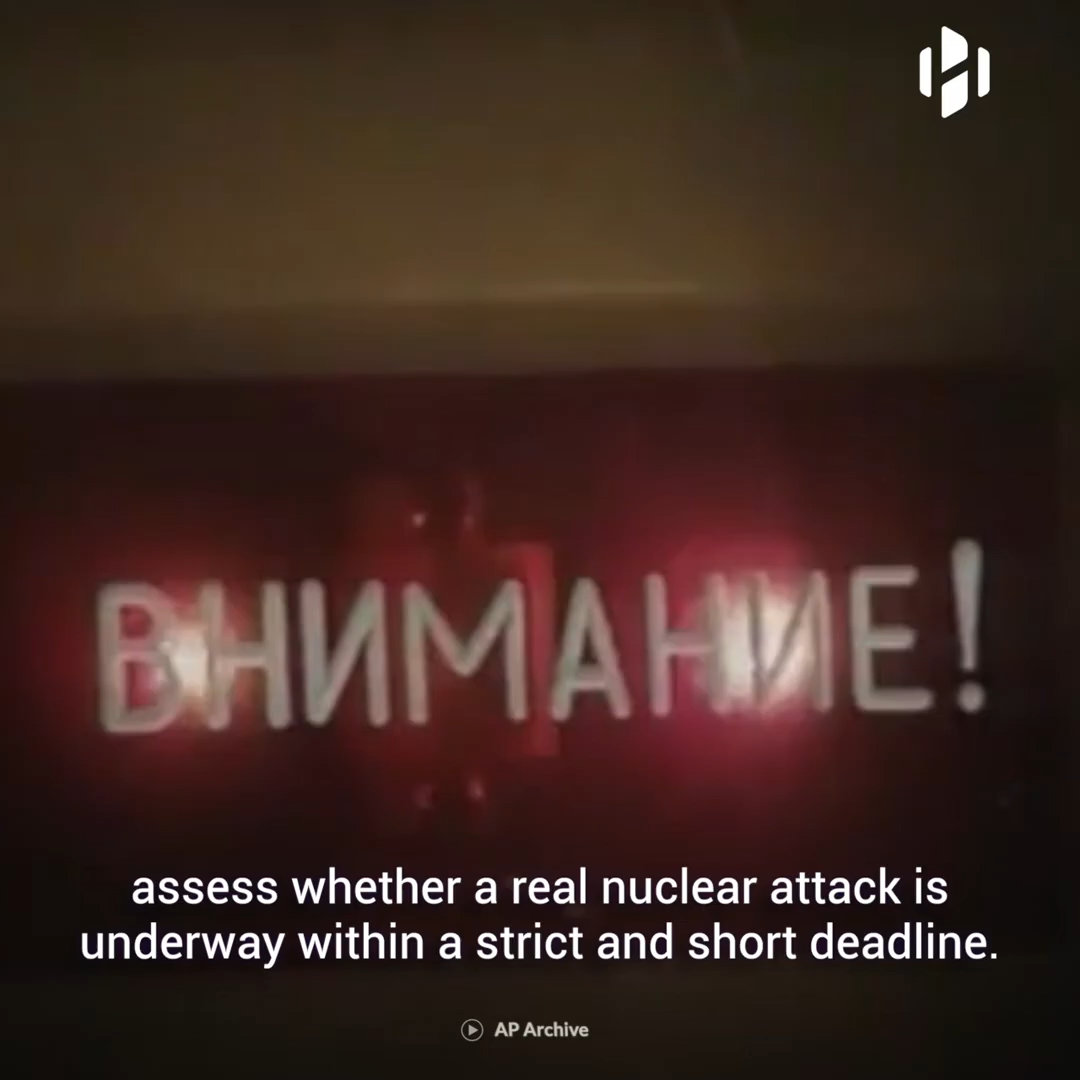 ВНИМАНИЕ!
assess whether a real nuclear attack is
underway within a strict and short deadline.
AP Archive